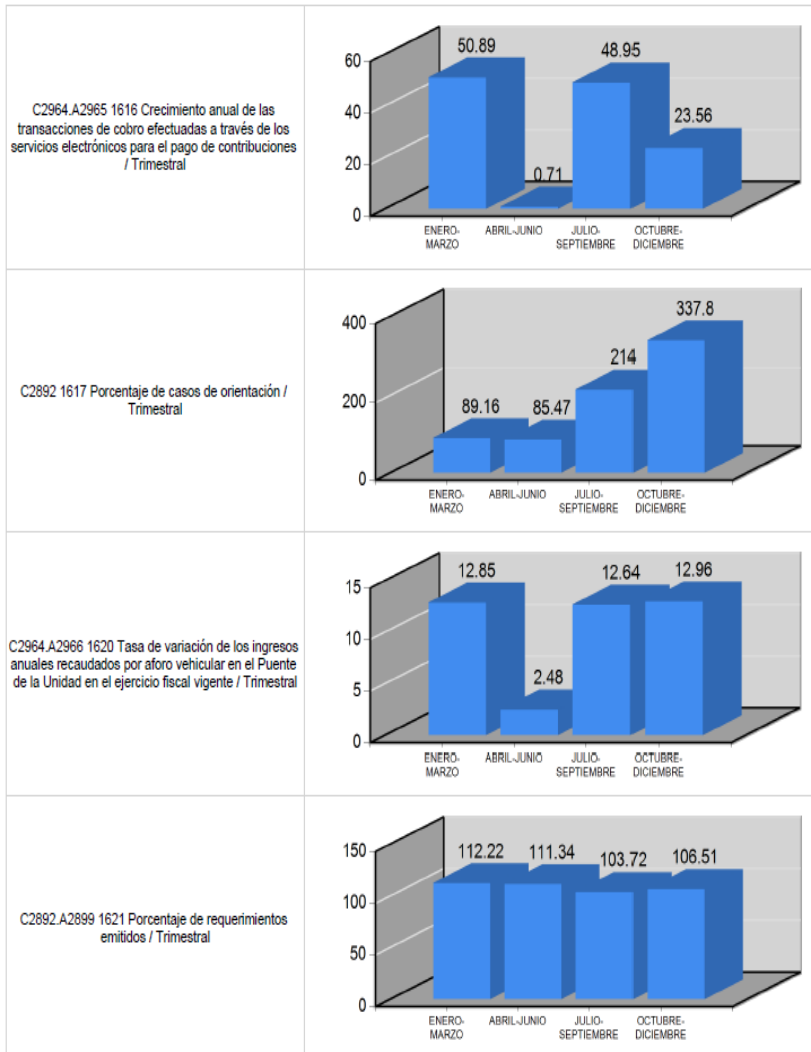 C2964.A2965 1616 Crecimiento anual de las
transacciones de cobro efectuadas a través de los
servicios electrónicos para el pago de contribuciones
/ Trimestral
60
40
20
0
50.89
0.71
48.95
23.56
ENERO-
MARZO
ABRIL-JUNIO
JULIO-
SEPTIEMBRE
OCTUBRE-
DICIEMBRE
C2892 1617 Porcentaje de casos de orientación /
Trimestral
400
200
0
89.16
85.47
214
337.8
ENERO-
MARZO
ABRIL-JUNIO
JULIO-
SEPTIEMBRE
OCTUBRE-
DICIEMBRE
C2964.A2966 1620 Tasa de variación de los ingresos
anuales recaudados por aforo vehicular en el Puente
de la Unidad en el ejercicio fiscal vigente / Trimestral
15
10
5
0
12.85
2.48
12.64
12.96
ENERO-
MARZO
ABRIL-JUNIO
JULIO-
SEPTIEMBRE
OCTUBRE-
DICIEMBRE
C2892.A2899 1621 Porcentaje de requerimientos
emitidos / Trimestral
150
100
50
0
112.22
111.34
103.72
106.51
ENERO-
MARZO
ABRIL-JUNIO
JULIO-
SEPTIEMBRE
OCTUBRE-
DICIEMBRE